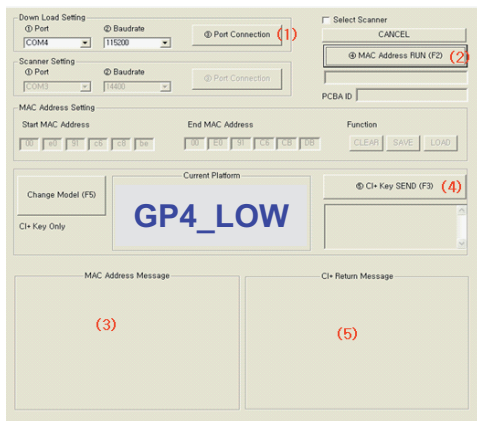 Down Load Setting
① Port
② Baudrate
COM4
115200
③ Port Connection
(1)
Select Scanner
CANCEL
④ MAC Address RUN (F2)
(2)
Scanner Setting
① Port
② Baudrate
COM3
14400
③ Port Connection
PCBA ID
MAC Address Setting
Start MAC Address
End MAC Address
Function
00 e0 91 c6 c8 be
00 E0 91 C6 CB DB
CLEAR SAVE LOAD
Change Model (F5)
CI+ Key Only
Current Platform
GP4_LOW
⑥ CI+ Key SEND (F3)
(4)
MAC Address Message
(3)
CI+ Return Message
(5)